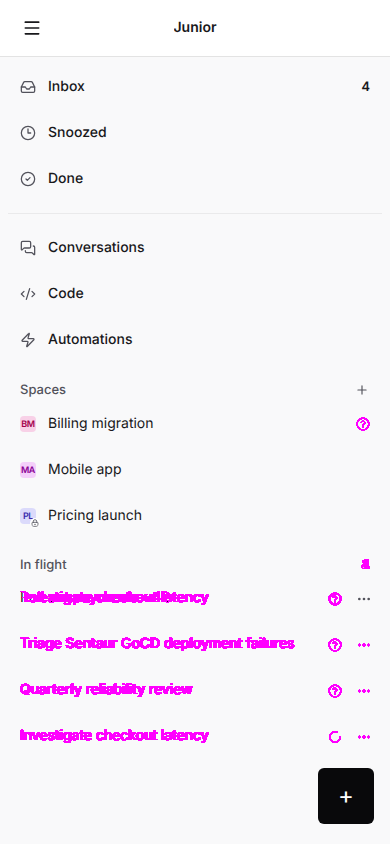 Junior
Inbox 4
Snoozed
Done
Conversations
Code
Automations
Spaces
BM Billing migration
MA Mobile app
PL Pricing launch
In flight
Triage Sentaur GoCD deployment failures
Quarterly reliability review
Investigate checkout latency